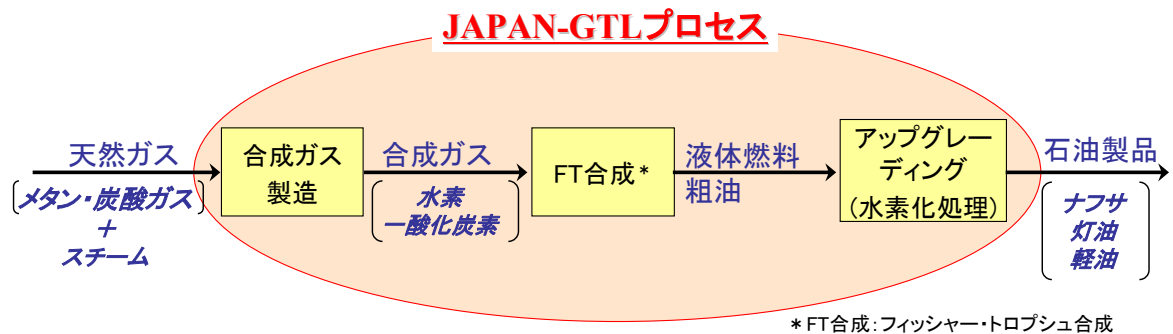 JAPAN-GTLプロセス
天然ガス
メタン・炭酸ガス
＋
スチーム
合成ガス
製造
合成ガス
水素
一酸化炭素
FT合成*
液体燃料
粗油
アップグレー
ディング
(水素化処理)
石油製品
ナフサ
灯油
軽油
*FT合成:フィッシャー・トロプシュ合成